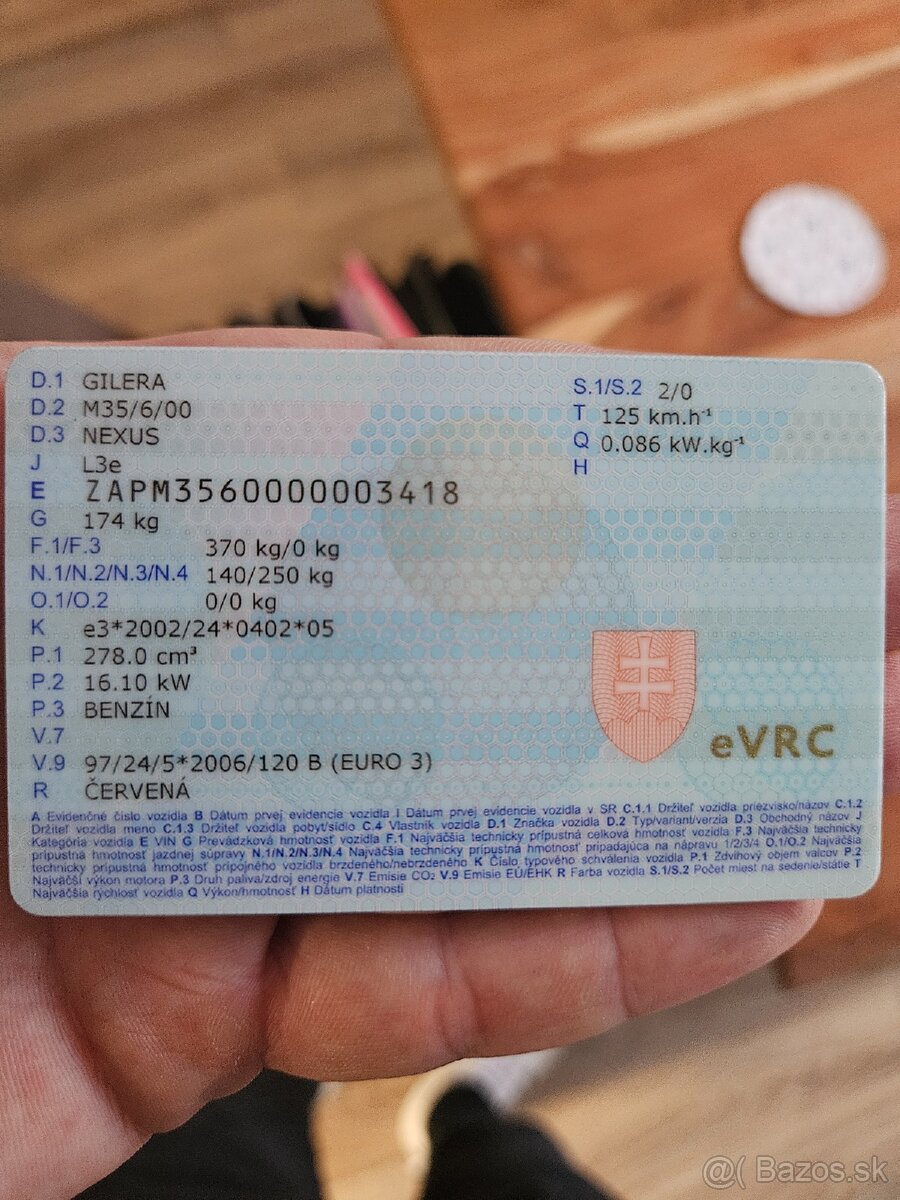 D.1 GILERA
D.2 M35/6/00
D.3 NEXUS
J L3e
E ZAPM3560000003418
G 174 kg
F.1/F.3 370 kg/0 kg
N.1/N.2/N.3/N.4 140/250 kg
O.1/O.2 0/0 kg
K e3*2002/24*0402*05
P.1 278.0 cm³
P.2 16.10 kW
P.3 BENZÍN
V.7
V.9 97/24/5*2006/120 B (EURO 3)
R ČERVENÁ
S.1/S.2 2/0
T 125 km.h⁻¹
Q 0.086 kW.kg⁻¹
H
eVRC
A Evidenčné číslo vozidla B Dátum prvej evidencie vozidla I Dátum prvej evidencie vozidla v SR C.1.1 Držiteľ vozidla priezvisko/názov C.1.2
Držiteľ vozidla meno C.1.3 Držiteľ vozidla pobyt/sídlo C.4 Vlastník vozidla D.1 Značka vozidla D.2 Typ/variant/verzia D.3 Obchodný názov J
Kategória vozidla E VIN G Prevádzková hmotnosť vozidla F.1 Najväčšia technicky prípustná celková hmotnosť vozidla F.3 Najväčšia technicky
prípustná hmotnosť jazdnej súpravy N.1/N.2/N.3/N.4 Najväčšia technicky prípustná hmotnosť pripadajúca na nápravu 1/2/3/4 O.1/O.2 Najväčšia
technicky prípustná hmotnosť prípojného vozidla brzdeného/nebrzdeného K Číslo typového schválenia vozidla P.1 Zdvihový objem valcov P.2
Najväčší výkon motora P.3 Druh paliva/zdroj energie V.7 Emisie CO₂ V.9 Emisie EÚ/EHK R Farba vozidla S.1/S.2 Počet miest na sedenie/státie T
Najväčšia rýchlosť vozidla Q Výkon/hmotnosť H Dátum platnosti
@( Bazos.sk